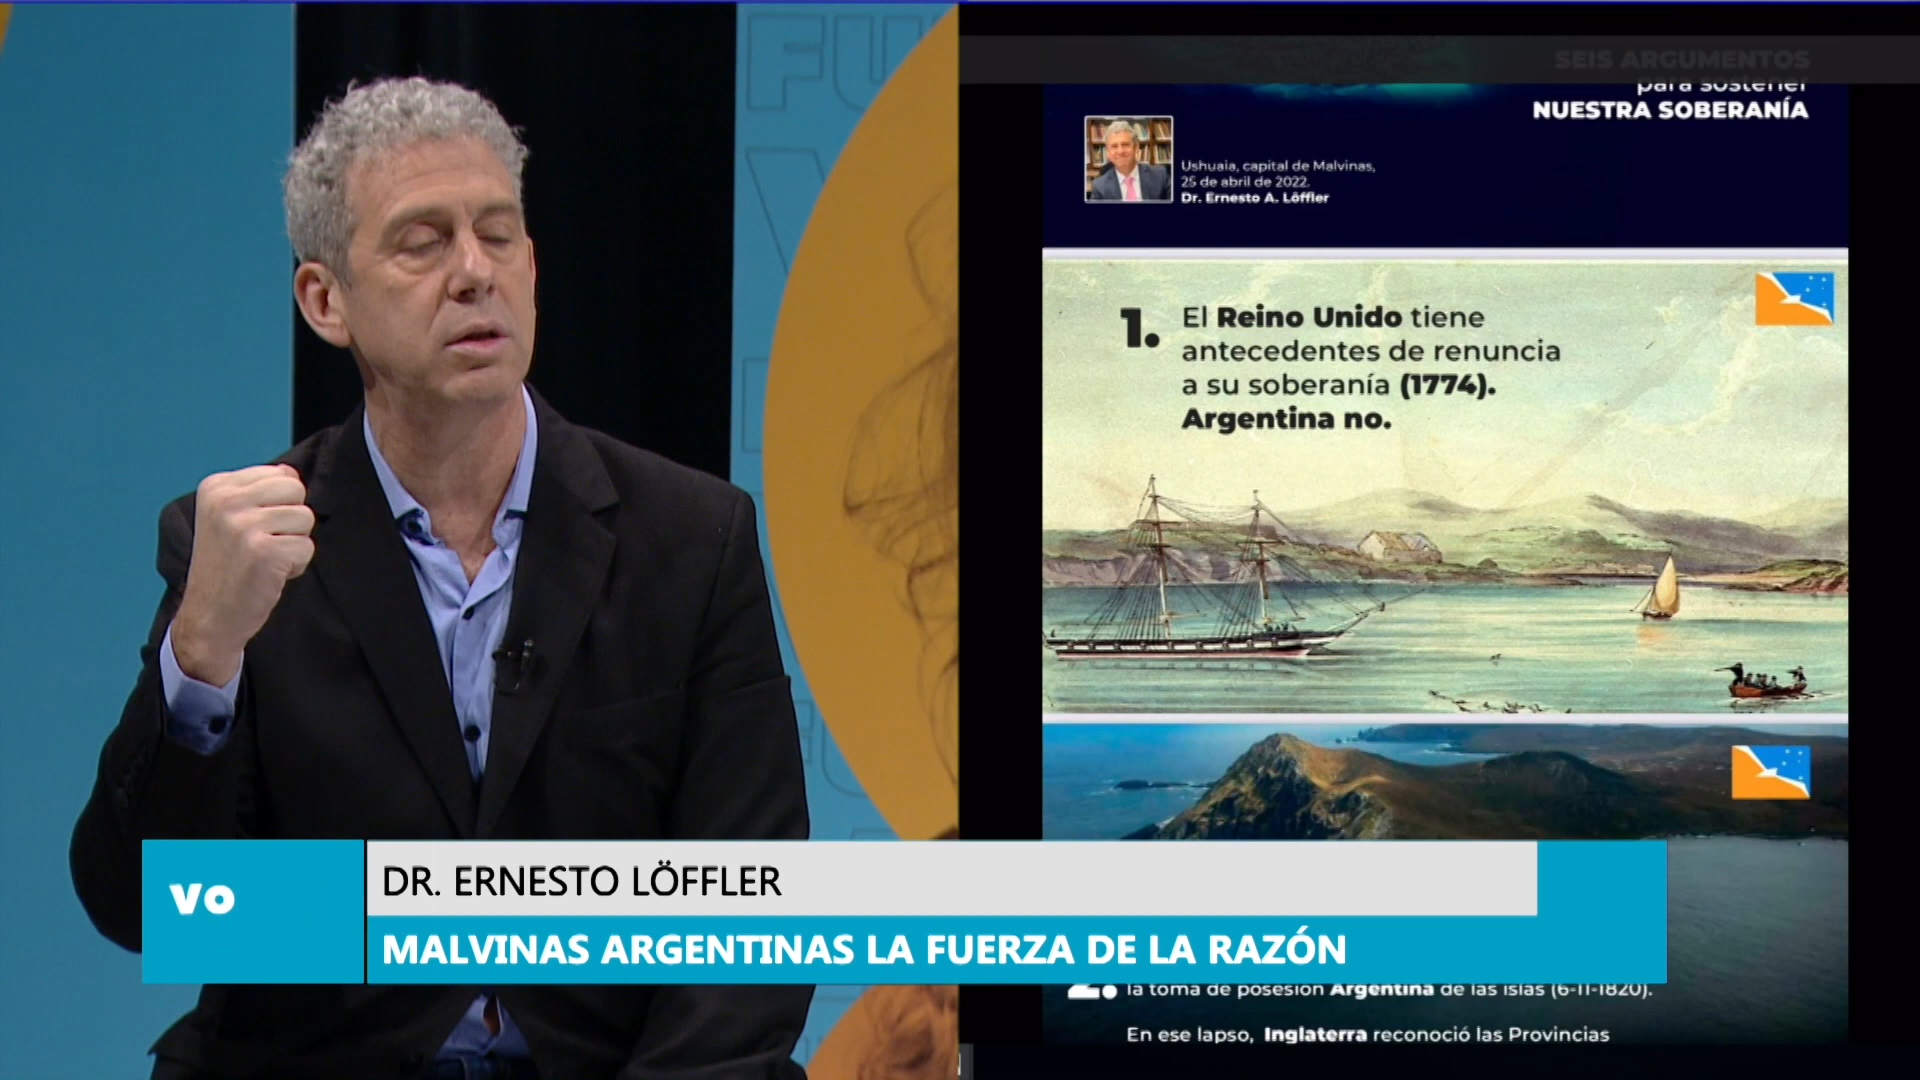 SEIS ARGUMENTOS
para sostener
NUESTRA SOBERANÍA
Ushuaia, capital de Malvinas,
25 de abril de 2022.
Dr. Ernesto A. Löffler
1. El Reino Unido tiene
antecedentes de renuncia
a su soberanía (1774).
Argentina no.
VO
DR. ERNESTO LÖFFLER
MALVINAS ARGENTINAS LA FUERZA DE LA RAZÓN
2. la toma de posesión Argentina de las islas (6-11-1820).
En ese lapso, Inglaterra reconoció las Provincias